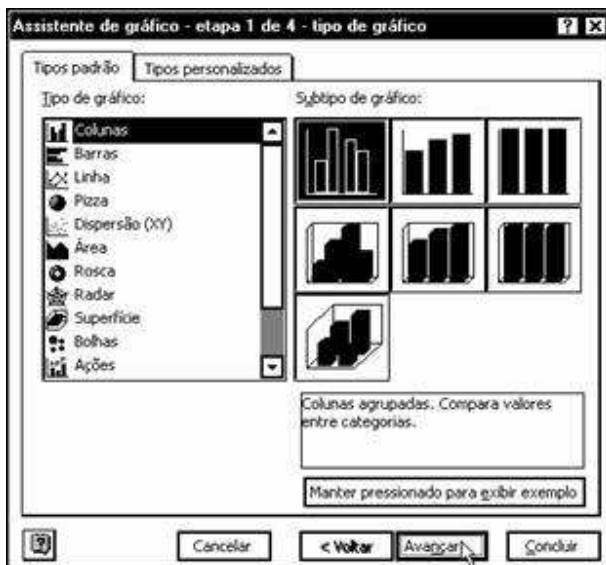 Assistente de gráfico - etapa 1 de 4 - tipo de gráfico
Tipos padrão
Tipos personalizados
Tipo de gráfico:
Subtipo de gráfico:
Colunas
Barras
Linha
Pizza
Dispersão (XY)
Área
Rosca
Radar
Superfície
Bolhas
Ações
Colunas agrupadas. Compara valores
entre categorias.
Manter pressionado para exibir exemplo
Cancelar
< Voltar
Avançar
Concluir